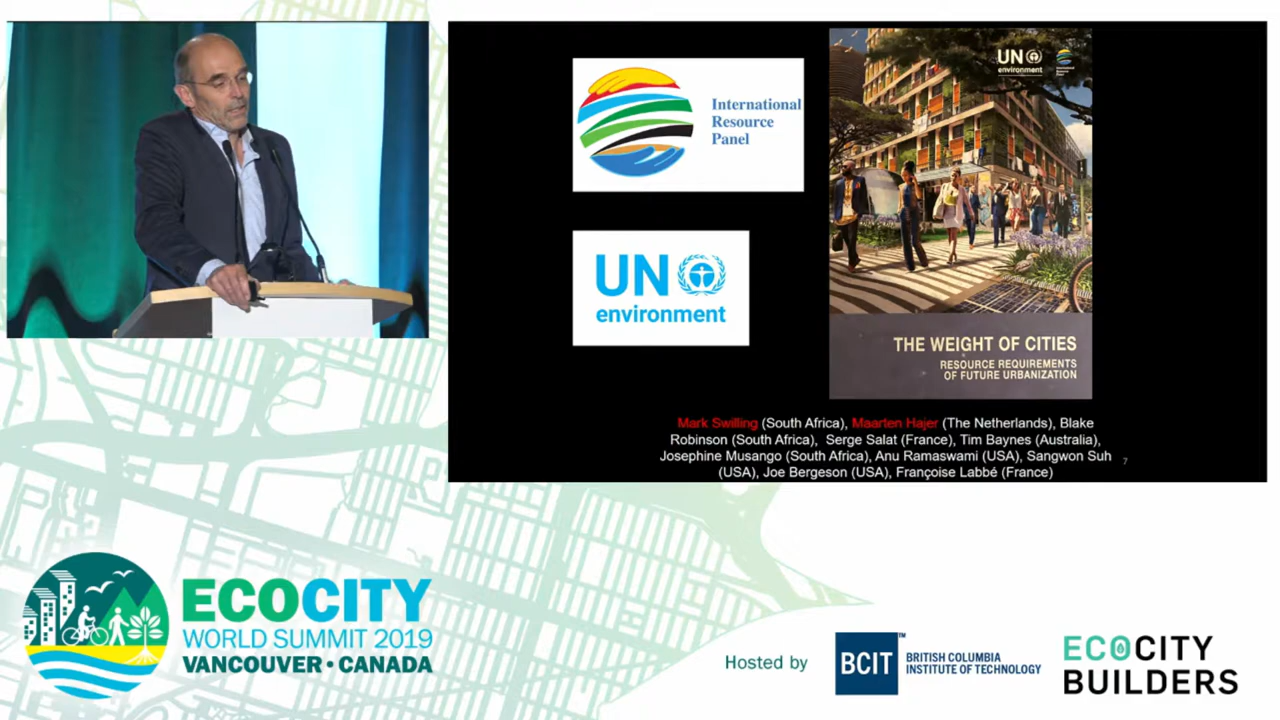 International
Resource
Panel
UN
environment
UN
environment
THE WEIGHT OF CITIES
RESOURCE REQUIREMENTS
OF FUTURE URBANIZATION
Mark Swilling (South Africa), Maarten Hajer (The Netherlands), Blake
Robinson (South Africa), Serge Salat (France), Tim Baynes (Australia),
Josephine Musango (South Africa), Anu Ramaswami (USA), Sangwon Suh
(USA), Joe Bergeson (USA), Françoise Labbé (France)
7
ECOCITY
WORLD SUMMIT 2019
VANCOUVER • CANADA
Hosted by
BCIT
TM
BRITISH COLUMBIA
INSTITUTE OF TECHNOLOGY
ECOCITY
BUILDERS